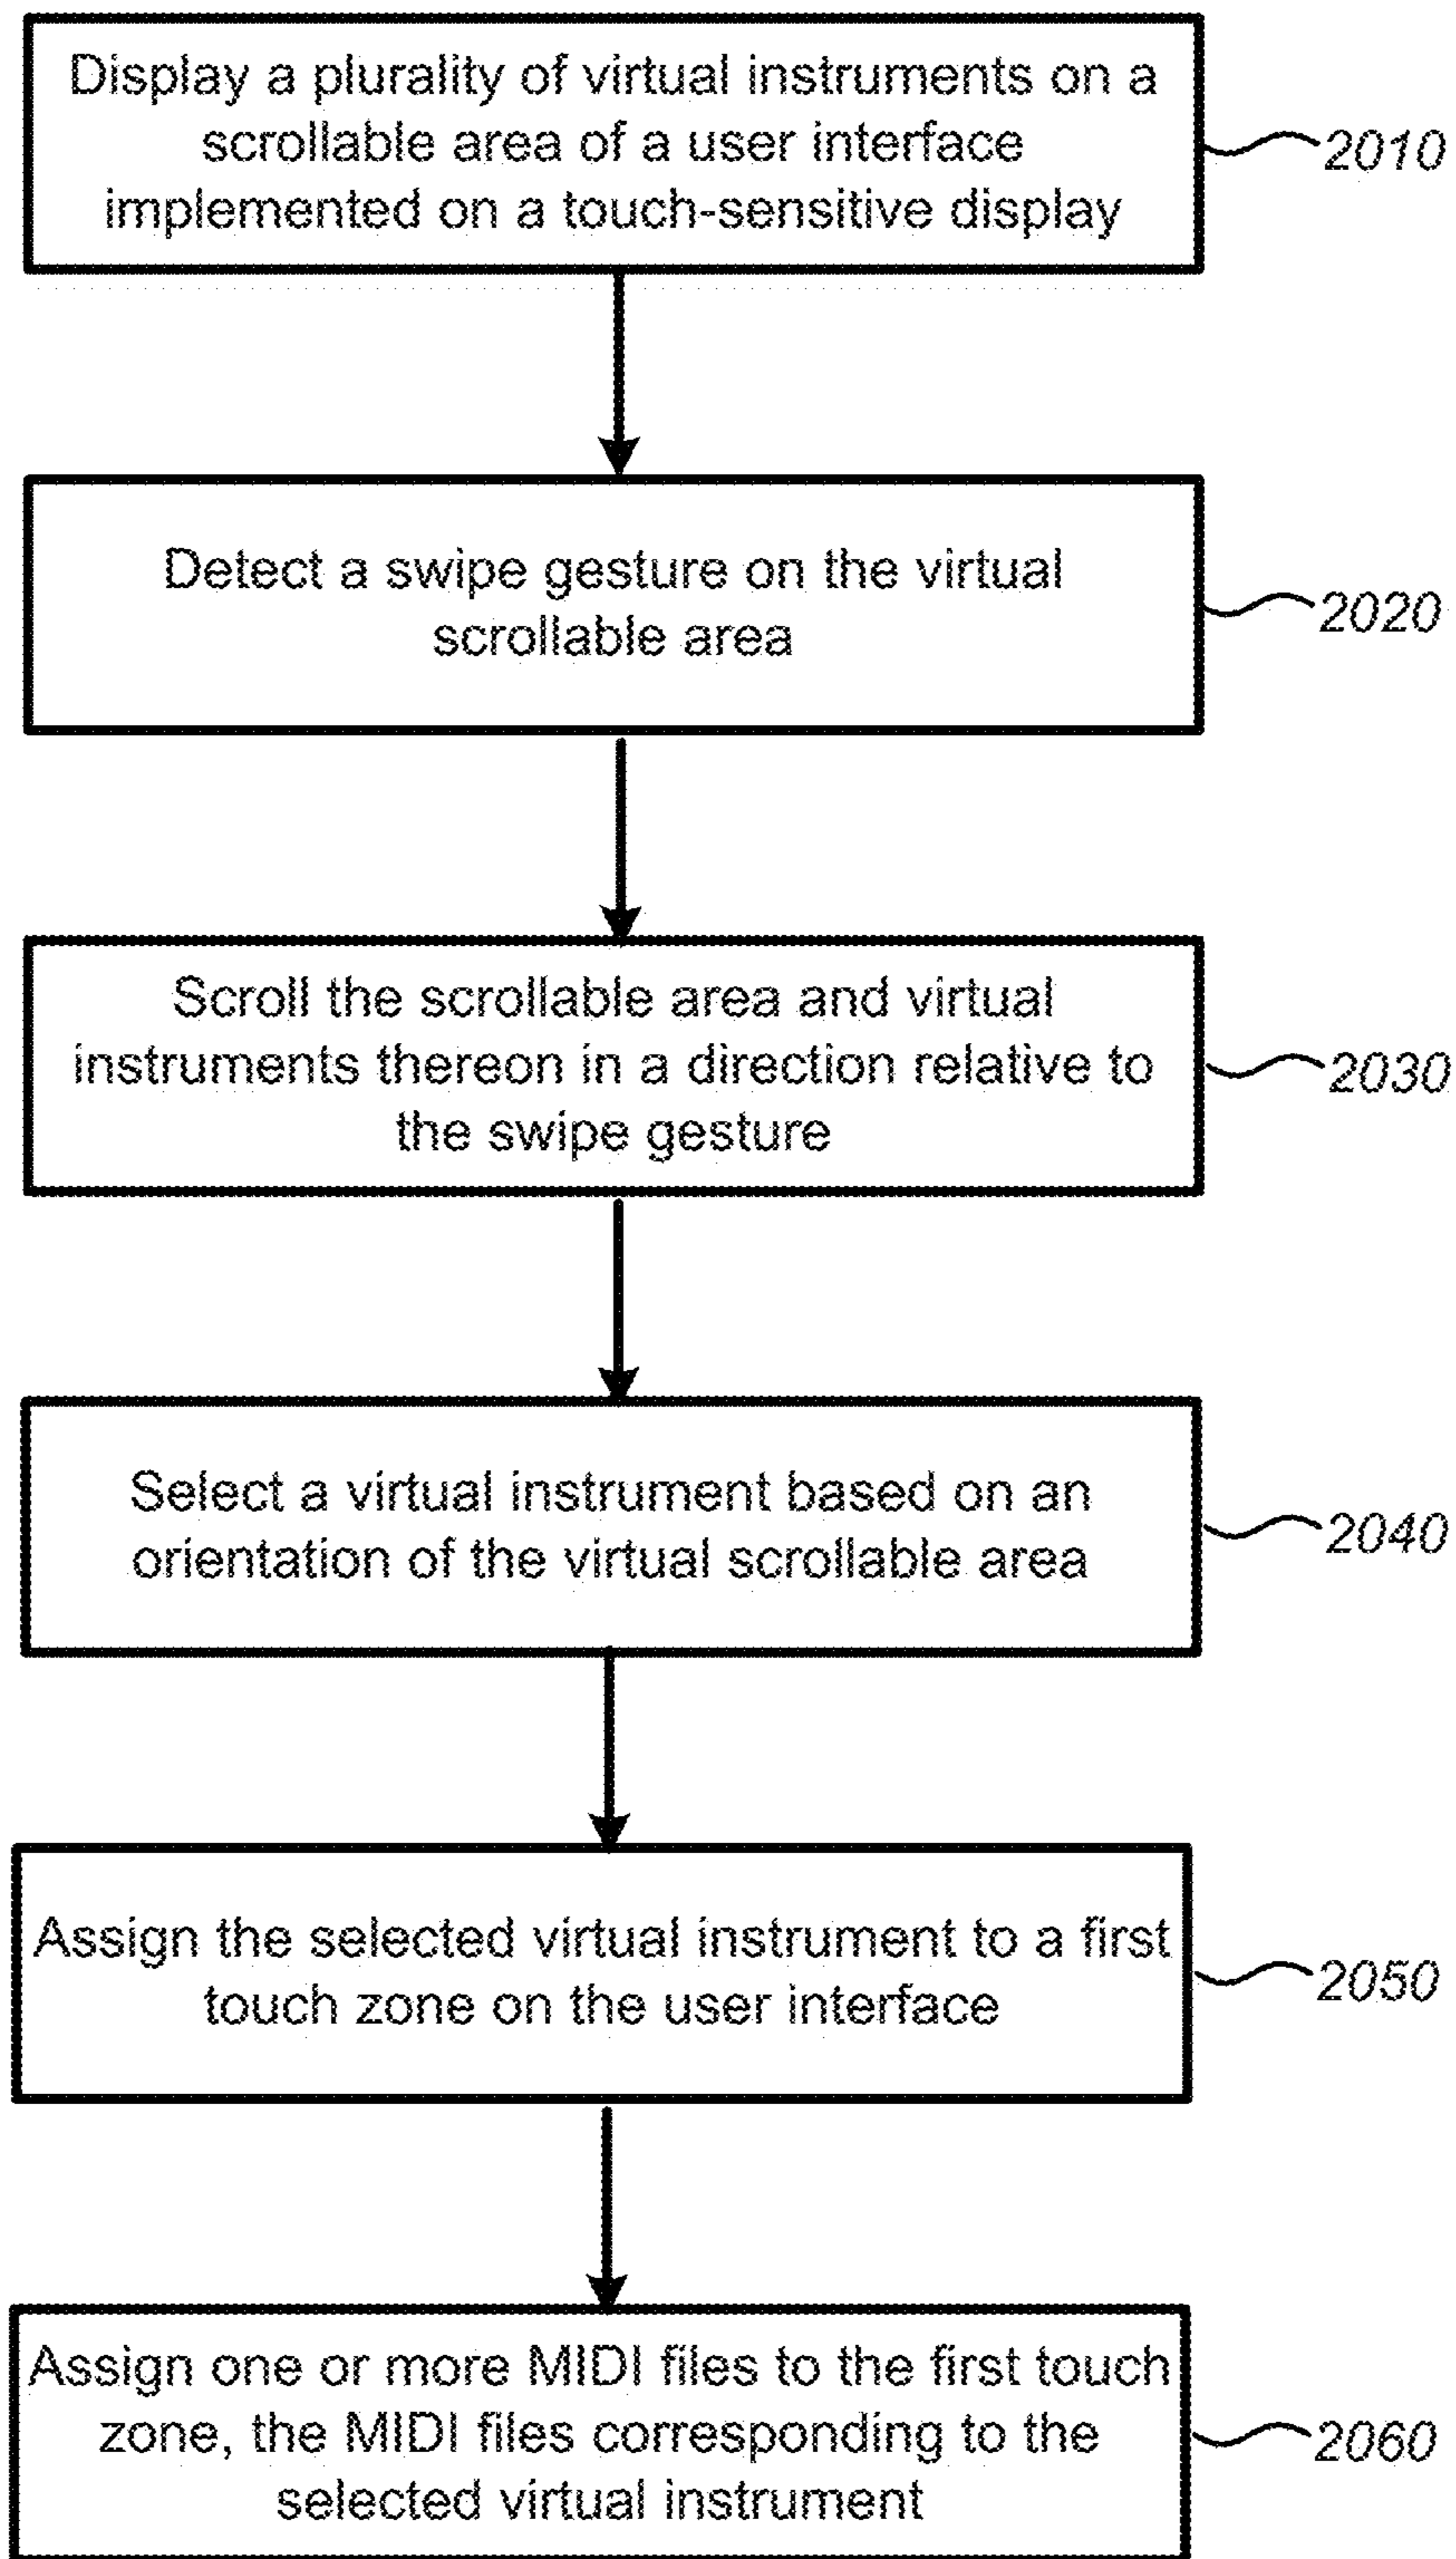 Display a plurality of virtual instruments on a
scrollable area of a user interface
implemented on a touch-sensitive display
2010
Detect a swipe gesture on the virtual
scrollable area
2020
Scroll the scrollable area and virtual
instruments thereon in a direction relative to
the swipe gesture
2030
Select a virtual instrument based on an
orientation of the virtual scrollable area
2040
Assign the selected virtual instrument to a first
touch zone on the user interface
2050
Assign one or more MIDI files to the first touch
zone, the MIDI files corresponding to the
selected virtual instrument
2060